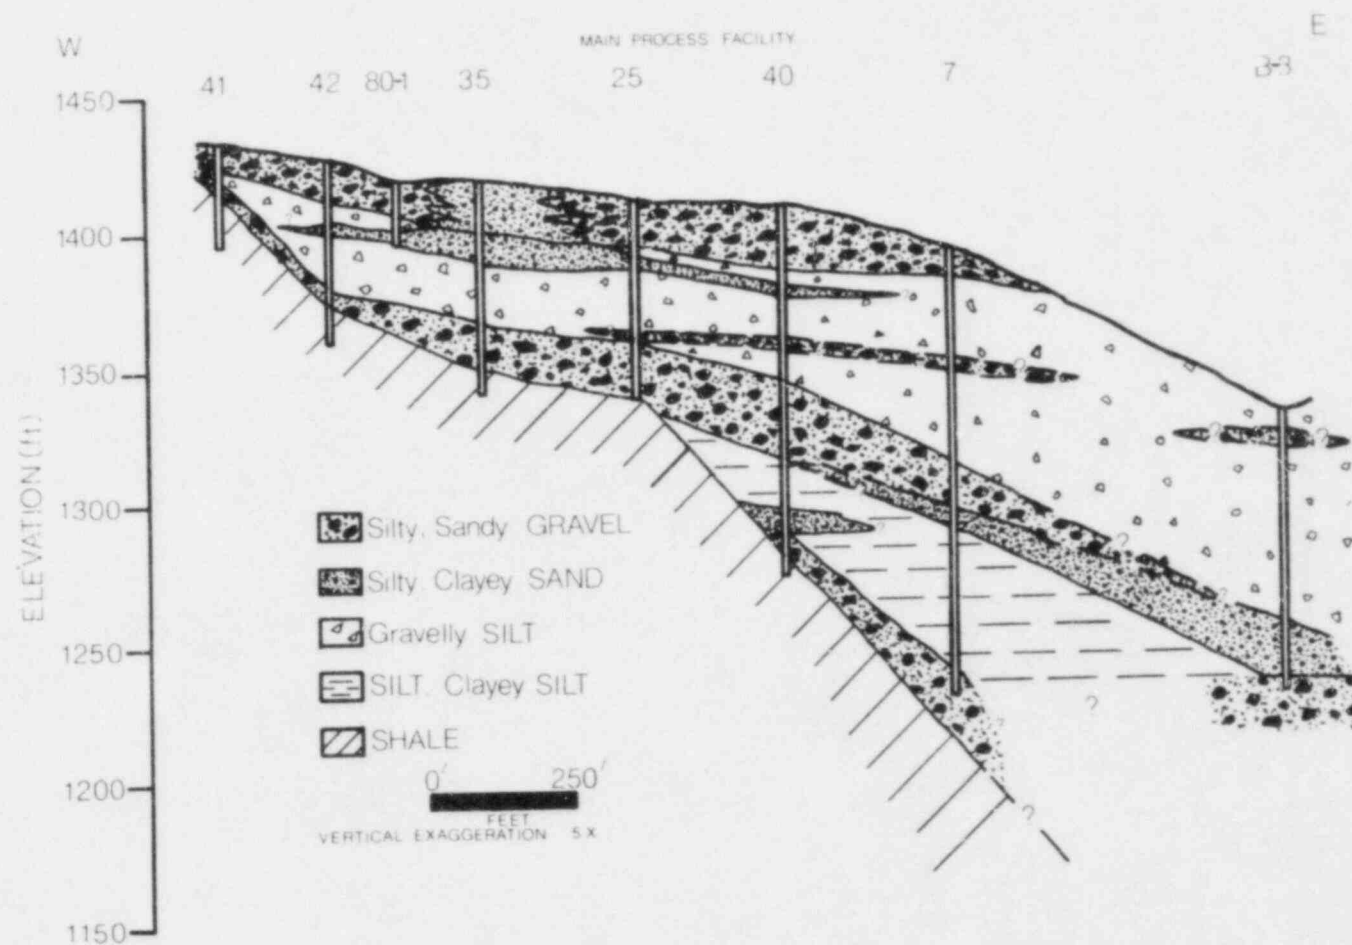 W
MAIN PROCESS FACILITY
E
41 42 80-1 35 25 40 7 B-3
1450
1400
1350
1300
1250
1200
1150
ELEVATION (ft)
Silty, Sandy GRAVEL
Silty Clayey SAND
Gravelly SILT
SILT, Clayey SILT
SHALE
0' 250'
FEET
VERTICAL EXAGGERATION 5X
?
?
?
?
?
?
?
?
?
?